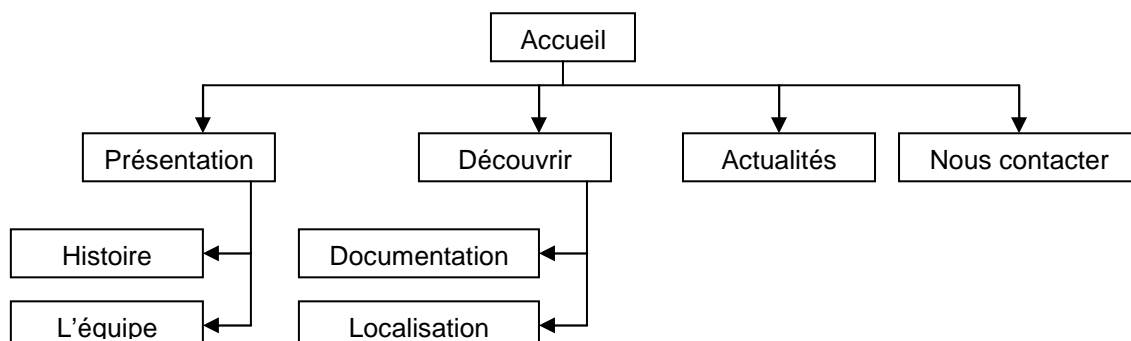 Accueil
Présentation
Découvrir
Actualités
Nous contacter
Histoire
Documentation
L’équipe
Localisation